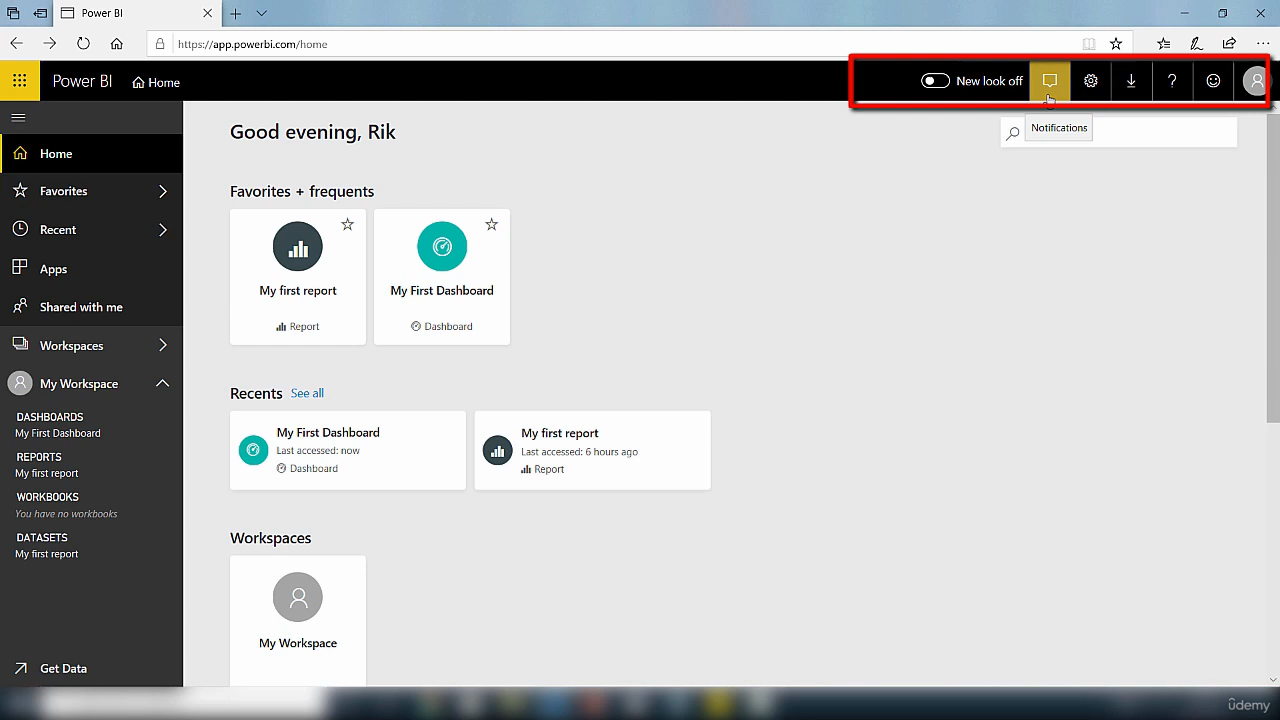 Power BI
https://app.powerbi.com/home
Power BI
Home
New look off
?
Notifications
Home
Favorites
Recent
Apps
Shared with me
Workspaces
My Workspace
DASHBOARDS
My First Dashboard
REPORTS
My first report
WORKBOOKS
You have no workbooks
DATASETS
My first report
Get Data
Good evening, Rik
Favorites + frequents
My first report
Report
My First Dashboard
Dashboard
Recents See all
My First Dashboard
Last accessed: now
Dashboard
My first report
Last accessed: 6 hours ago
Report
Workspaces
My Workspace
ûdemy